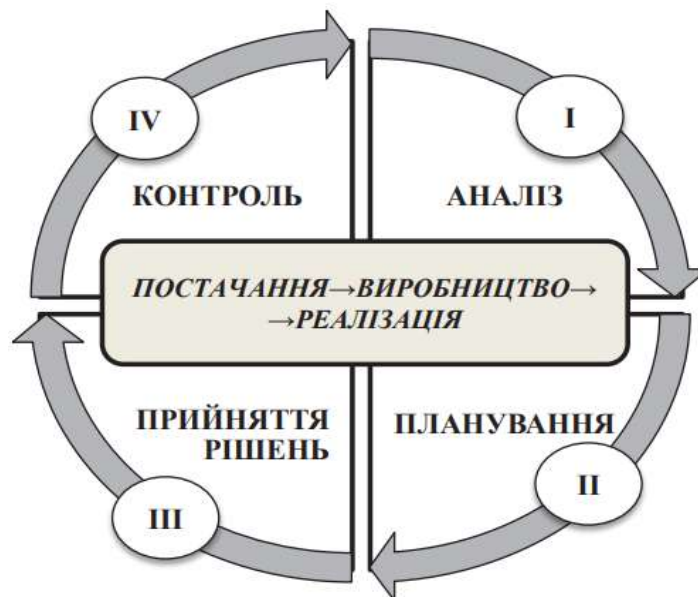 IV
I
КОНТРОЛЬ
АНАЛІЗ
ПОСТАЧАННЯ→ВИРОБНИЦТВО→
→РЕАЛІЗАЦІЯ
ПРИЙНЯТТЯ
РІШЕНЬ
ПЛАНУВАННЯ
III
II